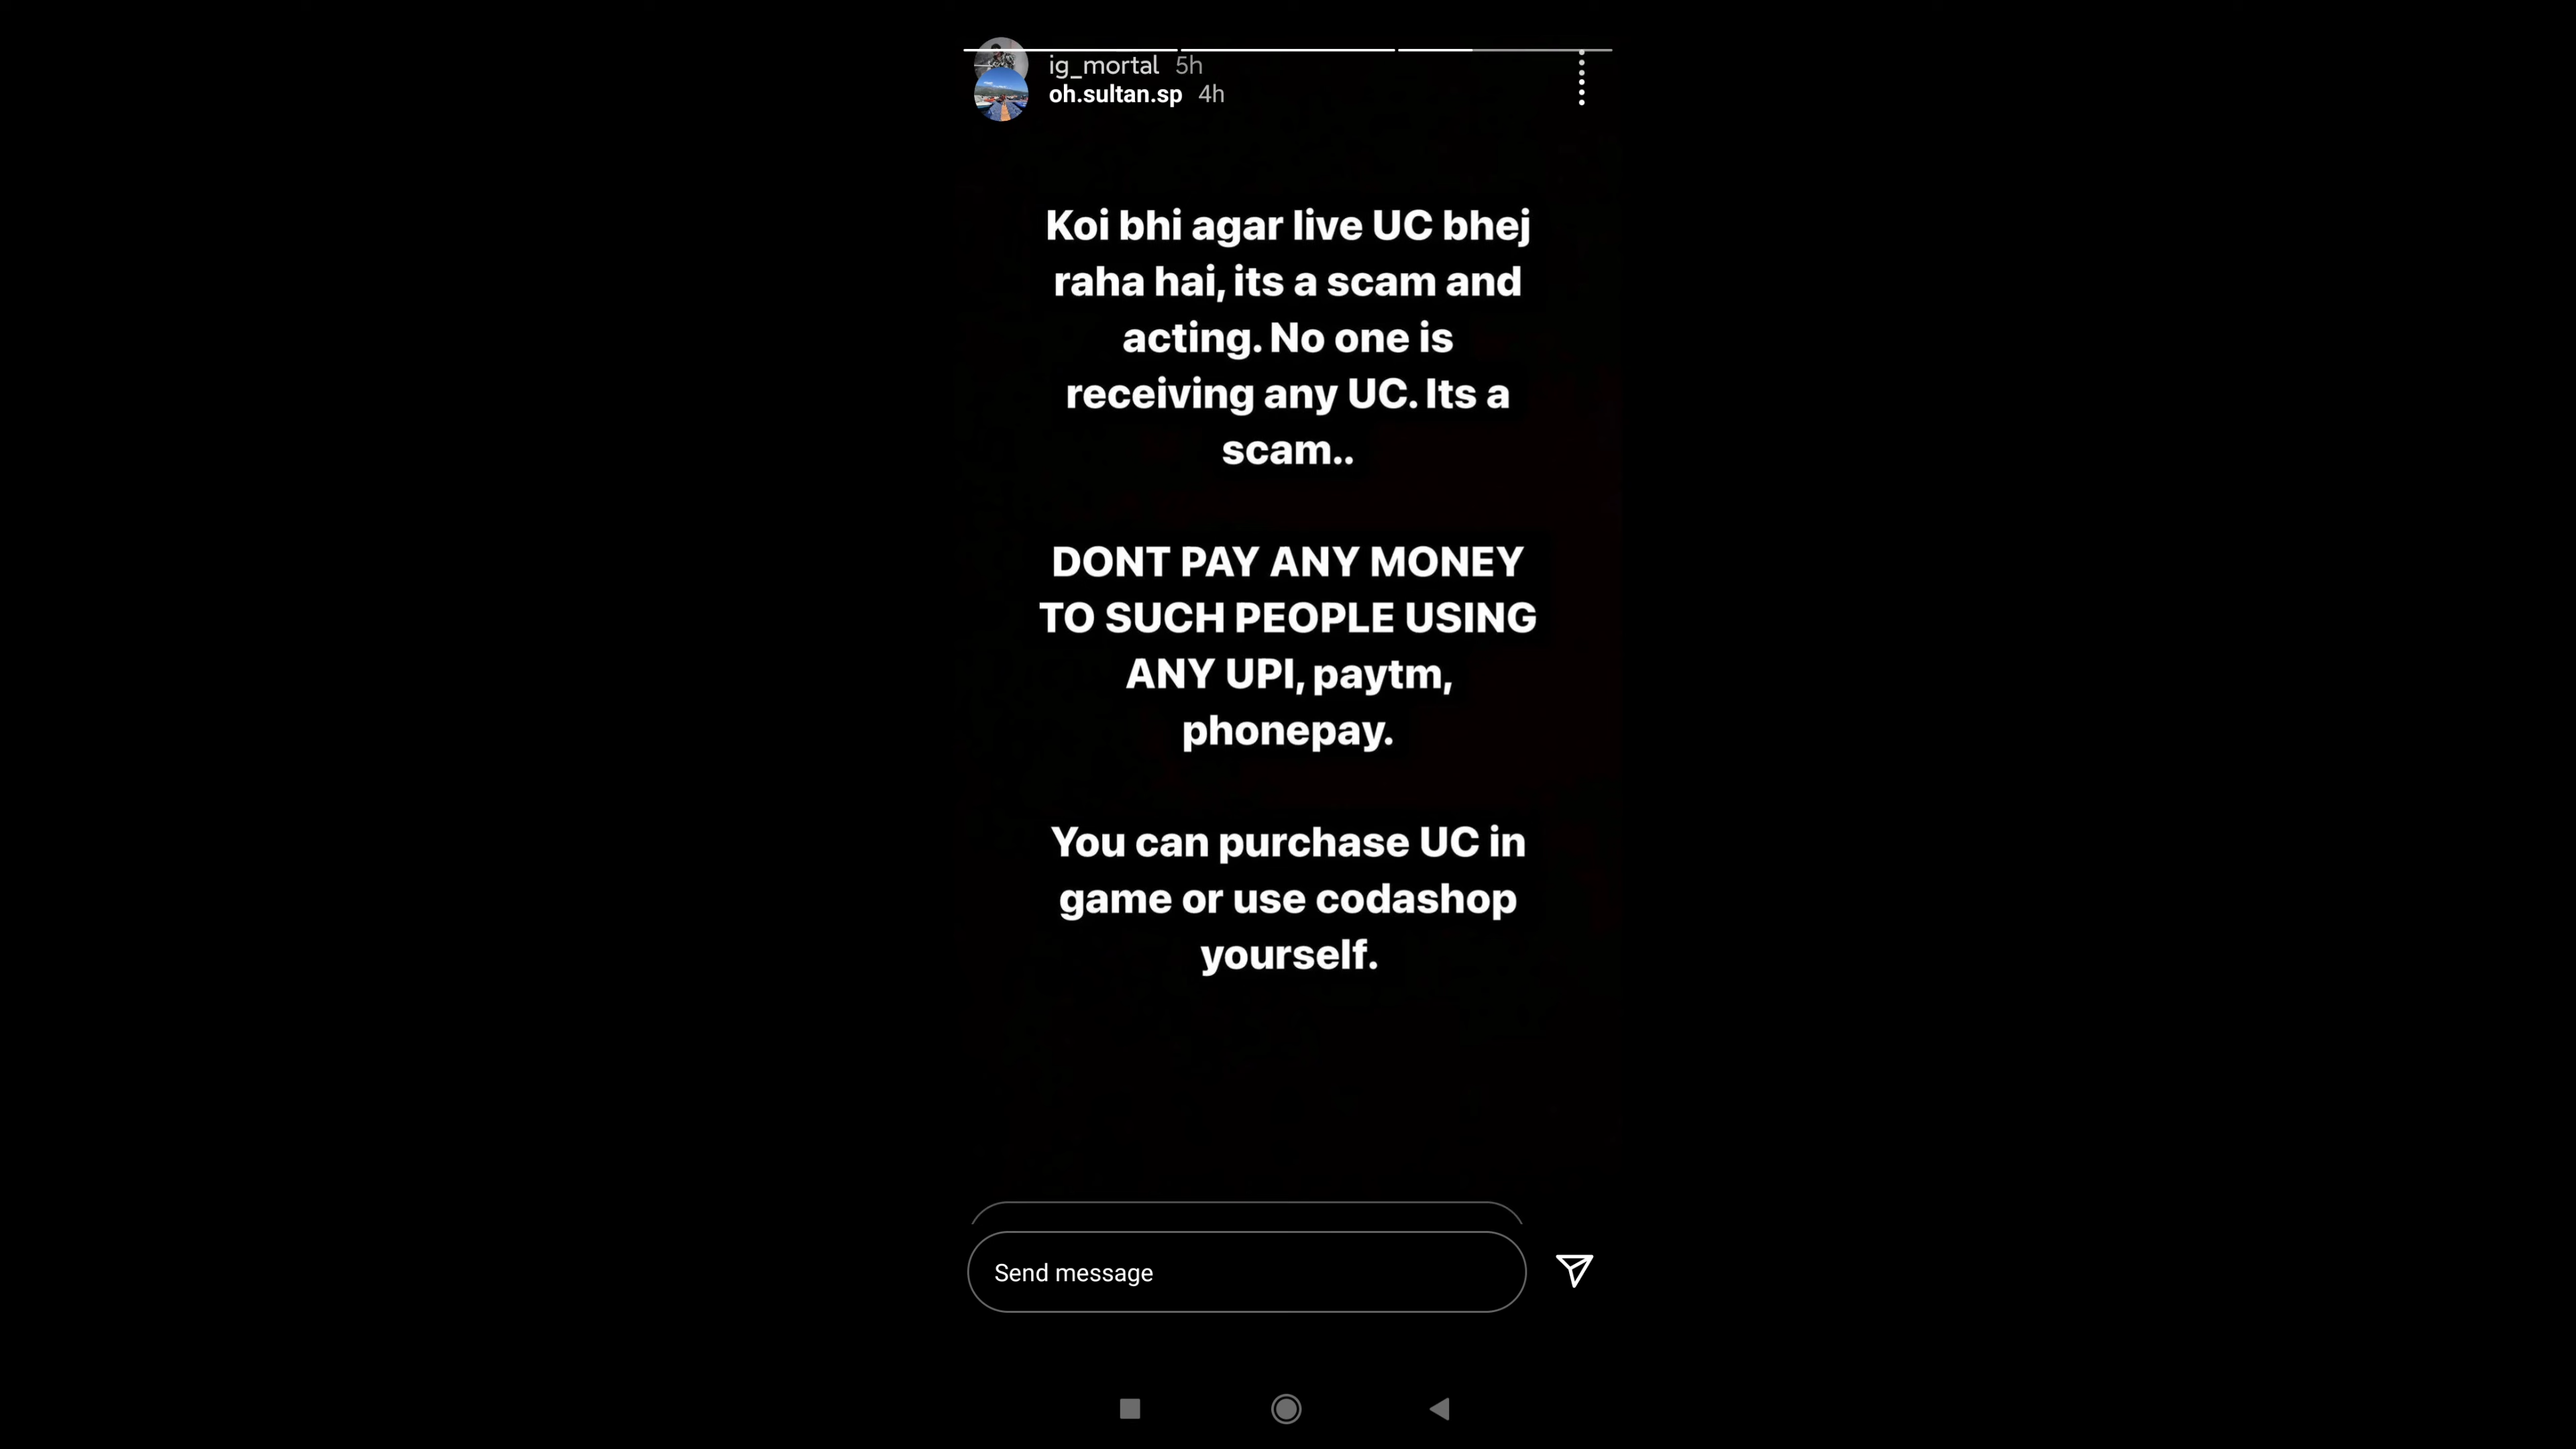 ig_mortal 5h
oh.sultan.sp 4h
Koi bhi agar live UC bhej
raha hai, its a scam and
acting. No one is
receiving any UC. Its a
scam..
DONT PAY ANY MONEY
TO SUCH PEOPLE USING
ANY UPI, paytm,
phonepay.
You can purchase UC in
game or use codashop
yourself.
Send message